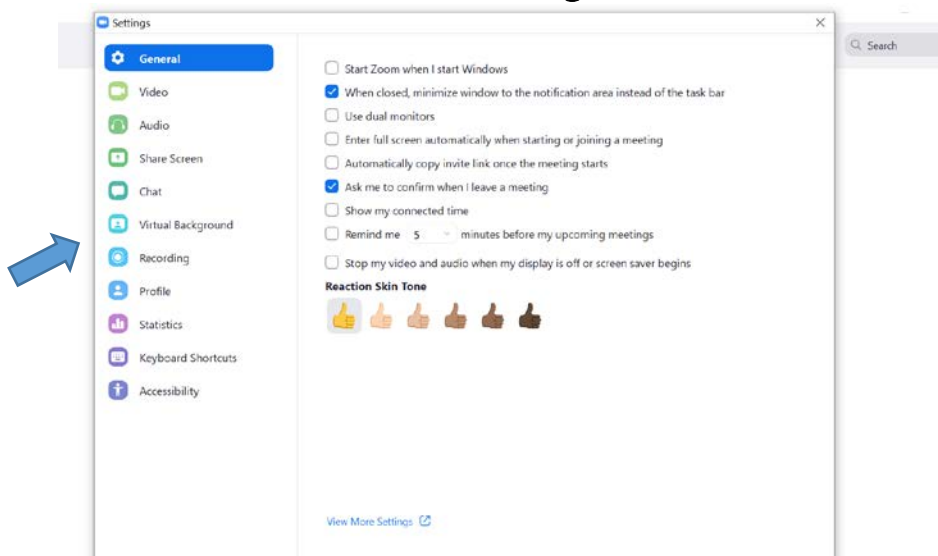 Settings
Search
General
Video
Audio
Share Screen
Chat
Virtual Background
Recording
Profile
Statistics
Keyboard Shortcuts
Accessibility
Start Zoom when I start Windows
When closed, minimize window to the notification area instead of the task bar
Use dual monitors
Enter full screen automatically when starting or joining a meeting
Automatically copy invite link once the meeting starts
Ask me to confirm when I leave a meeting
Show my connected time
Remind me 5 minutes before my upcoming meetings
Stop my video and audio when my display is off or screen saver begins
Reaction Skin Tone
View More Settings